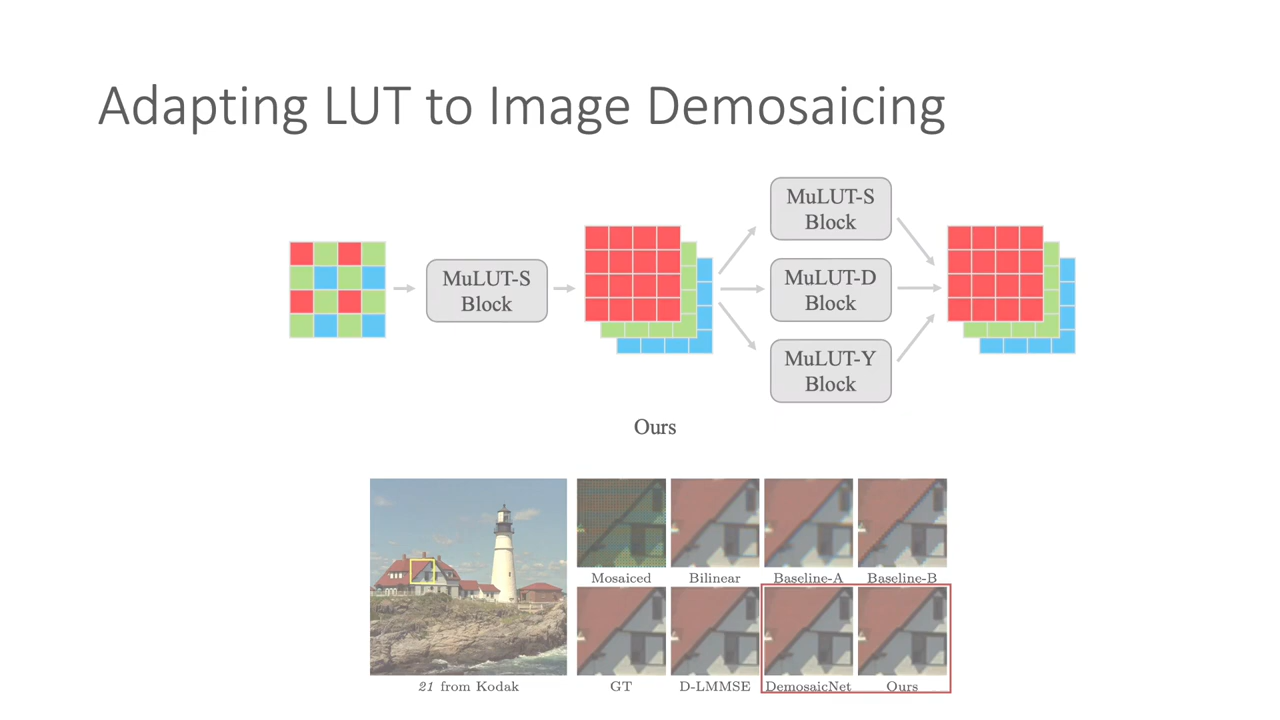 Adapting LUT to Image Demosaicing
MuLUT-S
Block
MuLUT-S
Block
MuLUT-D
Block
MuLUT-Y
Block
Ours
Mosaiced
Bilinear
Baseline-A
Baseline-B
21 from Kodak
GT
D-LMMSE
DemosaicNet
Ours